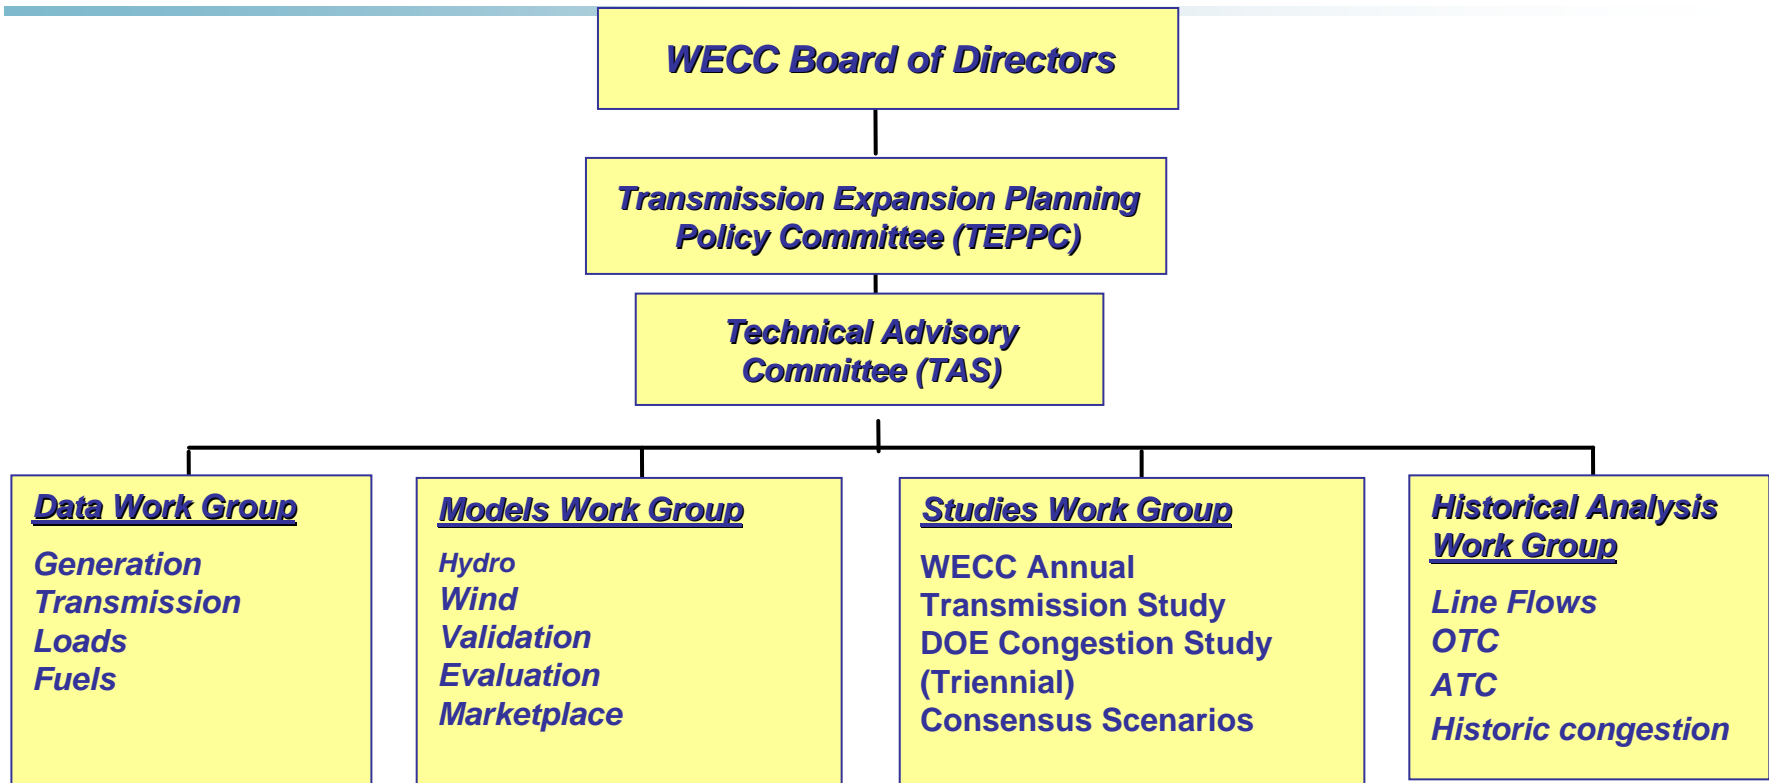 WECC Board of Directors
Transmission Expansion Planning
Policy Committee (TEPPC)
Technical Advisory
Committee (TAS)
Data Work Group
Generation
Transmission
Loads
Fuels
Models Work Group
Hydro
Wind
Validation
Evaluation
Marketplace
Studies Work Group
WECC Annual
Transmission Study
DOE Congestion Study
(Triennial)
Consensus Scenarios
Historical Analysis
Work Group
Line Flows
OTC
ATC
Historic congestion